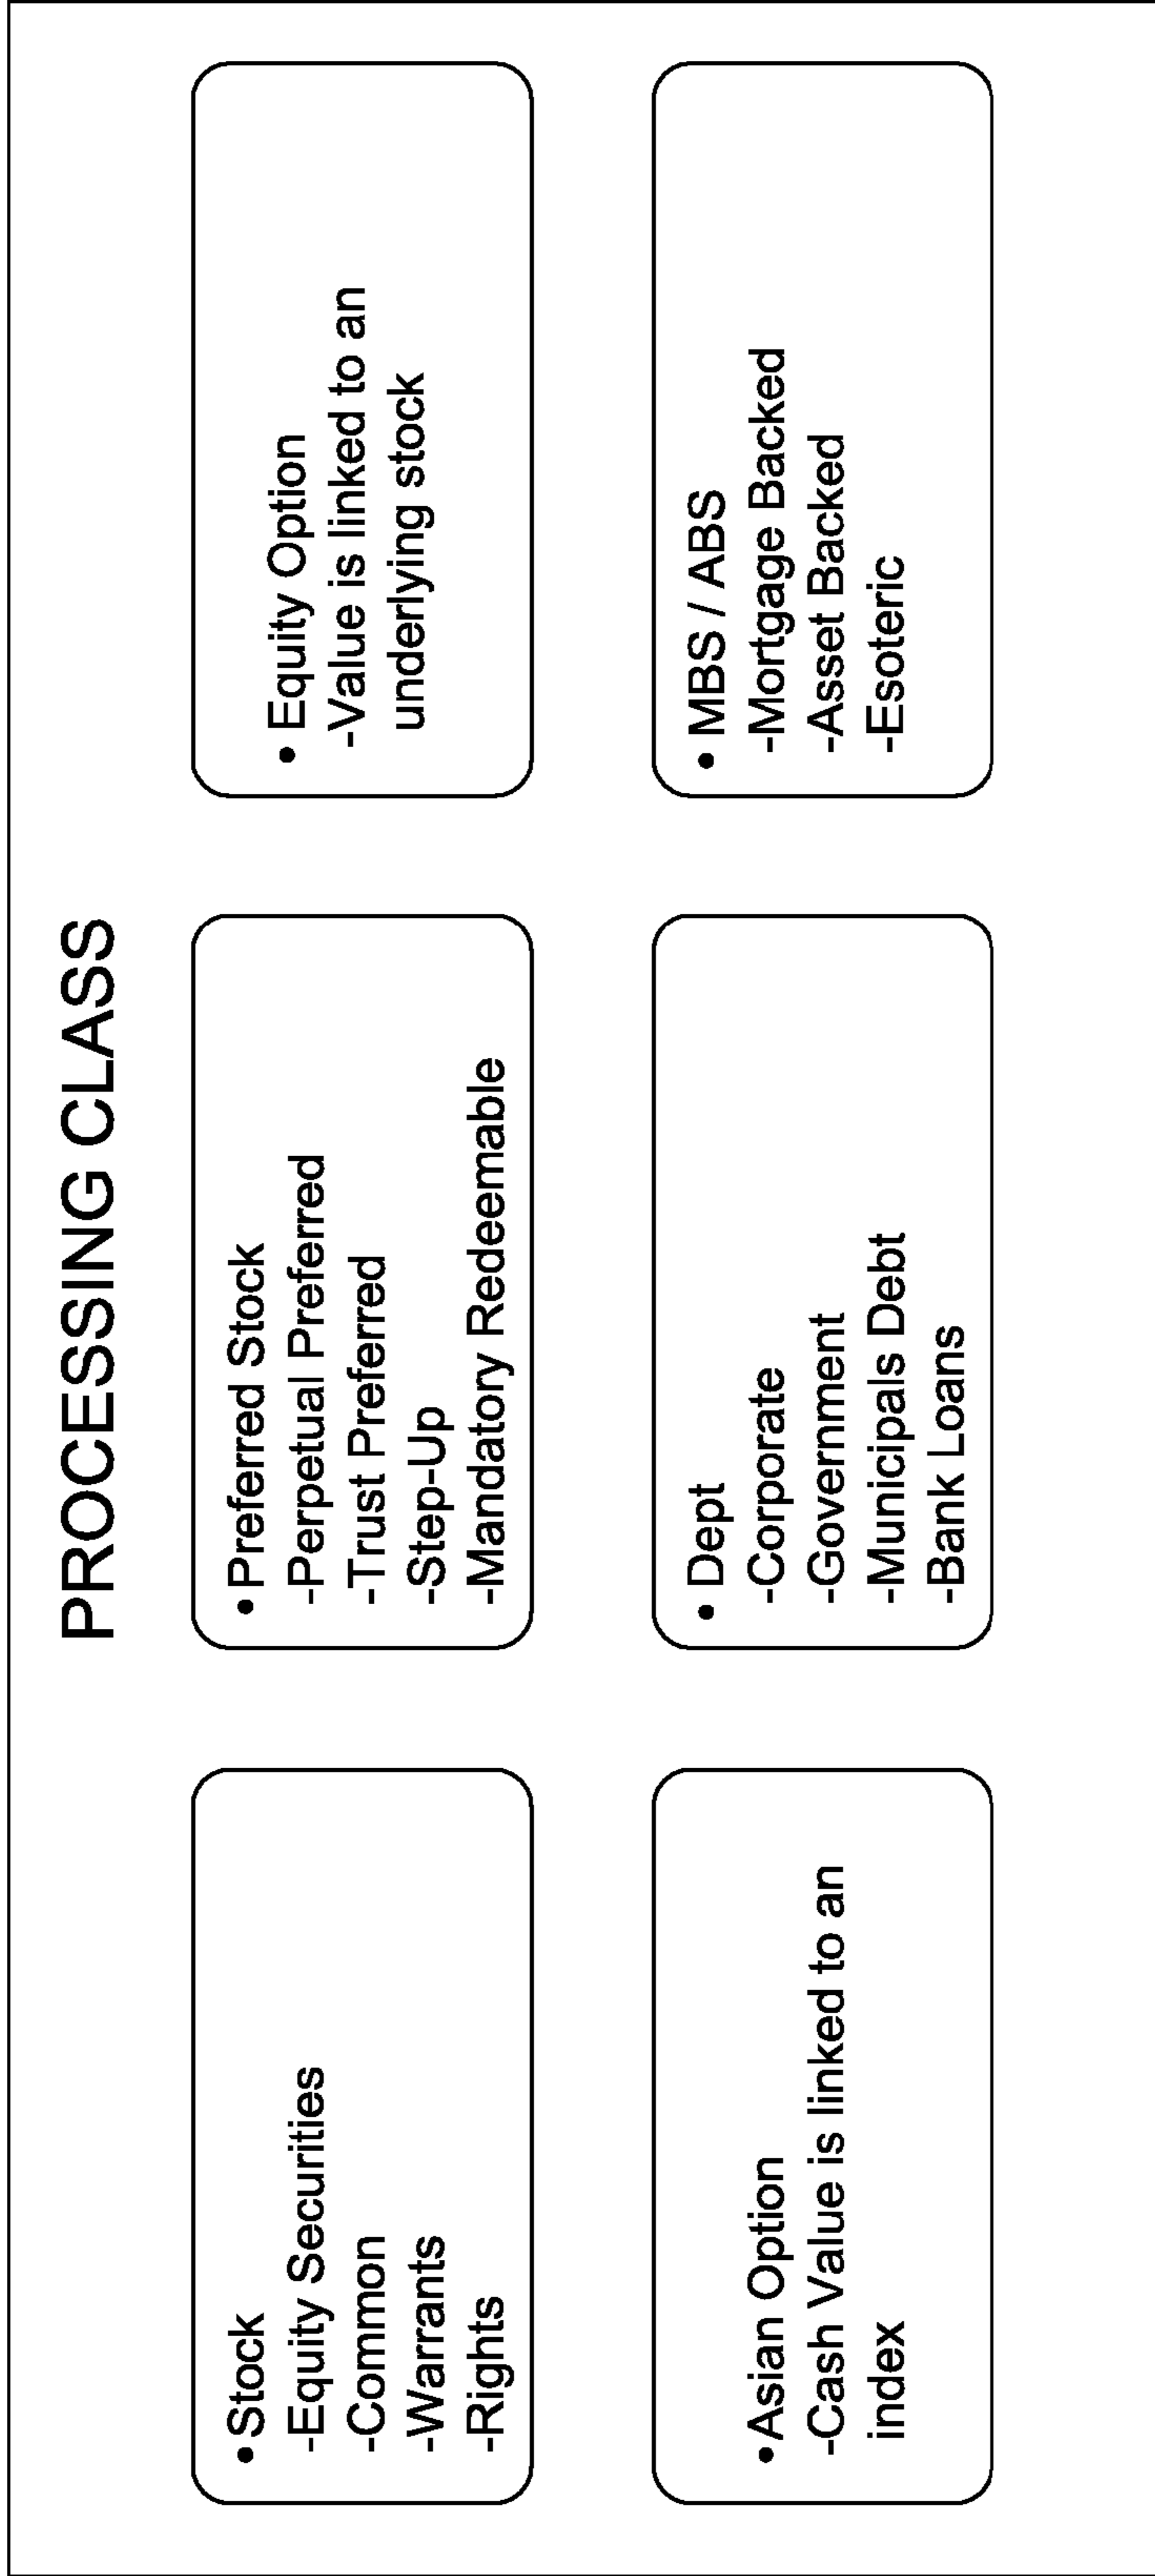 PROCESSING CLASS
• Stock
-Equity Securities
-Common
-Warrants
-Rights
• Preferred Stock
-Perpetual Preferred
-Trust Preferred
-Step-Up
-Mandatory Redeemable
• Equity Option
-Value is linked to an
underlying stock
• Asian Option
-Cash Value is linked to an
index
• Dept
-Corporate
-Government
-Municipals Debt
-Bank Loans
• MBS / ABS
-Mortgage Backed
-Asset Backed
-Esoteric